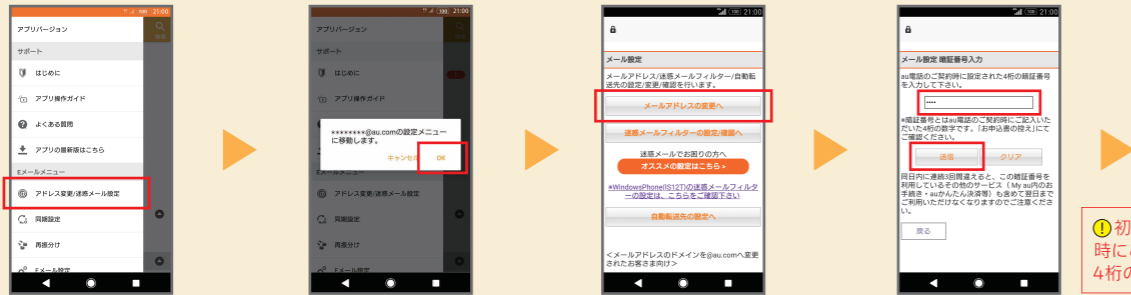 100 21:00
アプリバージョン
サポート
はじめに
アプリ操作ガイド
よくある質問
アプリの最新版はこちら
Eメールメニュー
アドレス変更/迷惑メール設定
同期設定
再振分け
Eメール設定
100 21:00
アプリバージョン
サポート
はじめに
アプリ操作ガイド
********@au.comの設定メニュー
に移動します。
キャンセル OK
Eメールメニュー
アドレス変更/迷惑メール設定
同期設定
再振分け
Eメール設定
100 21:00
メール設定
メールアドレス/迷惑メールフィルター/自動転
送先の設定/変更/確認を行います。
メールアドレスの変更へ
迷惑メールフィルターの設定/確認へ
迷惑メールでお困りの方へ
オススメの設定はこちら >
*WindowsPhone(IS12T)の迷惑メールフィルタ
ーの設定は、こちらをご確認下さい
自動転送先の設定へ
<メールアドレスのドメインを@au.comへ変更
されたお客さま向け>
100 21:00
メール設定 暗証番号入力
au電話のご契約時に設定された4桁の暗証番号
を入力して下さい。
****
*暗証番号とはau電話のご契約時にご記入いた
だいた4桁の数字です。「お申込書の控え」にて
ご確認ください。
送信 クリア
同日内に連続3回間違えると、この暗証番号を
利用しているその他のサービス（ My au内のお
手続き・auかんたん決済等）も含めて翌日まで
ご利用いただけなくなりますのでご注意くださ
い。
戻る
! 初
時に
4桁の